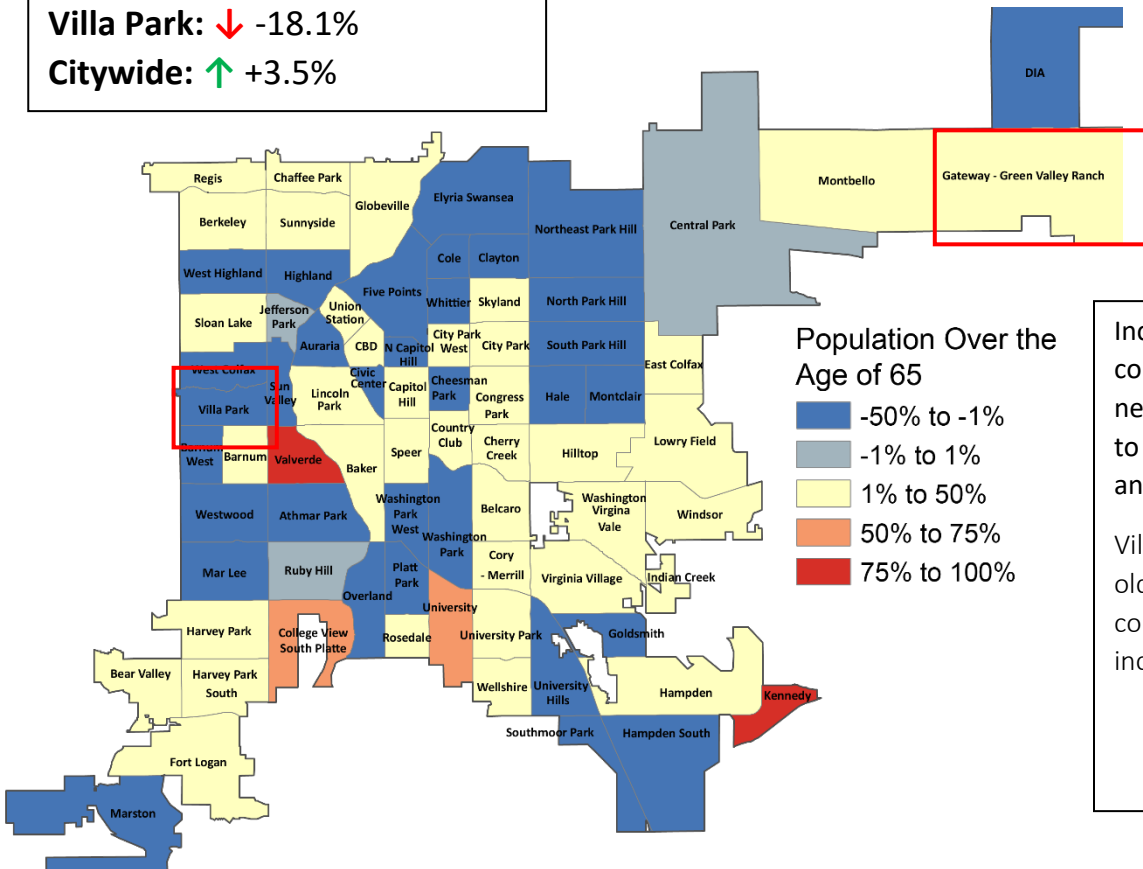 Villa Park: ↓ -18.1%
Citywide: ↑ +3.5%
DIA
Regis
Chaffee Park
Globeville
Elyria Swansea
Montbello
Gateway - Green Valley Ranch
Berkeley
Sunnyside
Northeast Park Hill
Central Park
West Highland
Highland
Cole
Clayton
Five Points
Whittier
Skyland
North Park Hill
Sloan Lake
Jefferson
Park
Union
Station
Auraria
CBD
N Capitol
Hill
City Park
West
City Park
South Park Hill
East Colfax
West Colfax
Sun
Valley
Civic
Center
Lincoln
Park
Capitol
Hill
Cheesman
Park
Congress
Park
Hale
Montclair
Villa Park
Barnum
West
Barnum
Valverde
Baker
Speer
Country
Club
Cherry
Creek
Hilltop
Lowry Field
Westwood
Athmar Park
Washington
Park
West
Washington
Park
Belcaro
Washington
Virgina
Vale
Windsor
Mar Lee
Ruby Hill
Overland
Platt
Park
Cory
- Merrill
Virginia Village
Indian Creek
Harvey Park
College View
South Platte
Rosedale
University
University Park
Goldsmith
Bear Valley
Harvey Park
South
Wellshire
University
Hills
Hampden
Kennedy
Southmoor Park
Hampden South
Fort Logan
Marston
Population Over the
Age of 65
-50% to -1%
-1% to 1%
1% to 50%
50% to 75%
75% to 100%
to